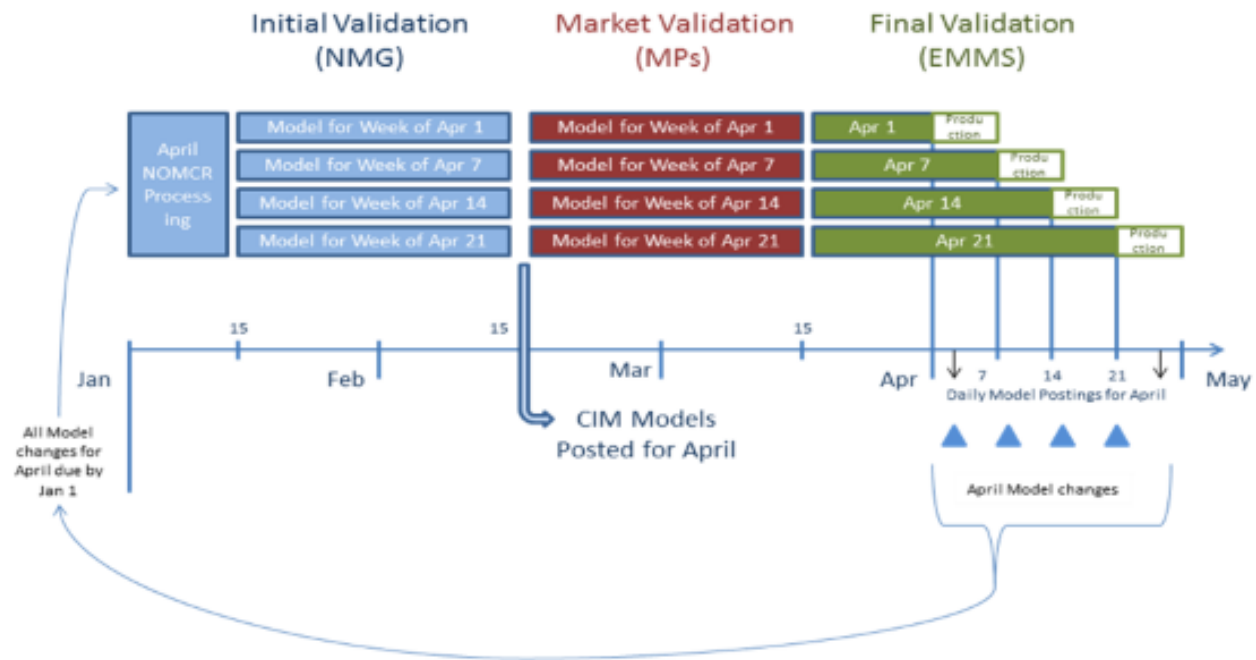 Initial Validation
(NMG)
Market Validation
(MPs)
Final Validation
(EMMS)
April
NOMCR
Process
ing
Model for Week of Apr 1
Model for Week of Apr 7
Model for Week of Apr 14
Model for Week of Apr 21
Model for Week of Apr 1
Model for Week of Apr 7
Model for Week of Apr 14
Model for Week of Apr 21
Apr 1
Produ
ction
Apr 7
Produ
ction
Apr 14
Produ
ction
Apr 21
Produ
ction
15
15
15
Jan
Feb
Mar
Apr
7
14
21
May
Daily Model Postings for April
CIM Models
Posted for April
All Model
changes for
April due by
Jan 1
April Model changes